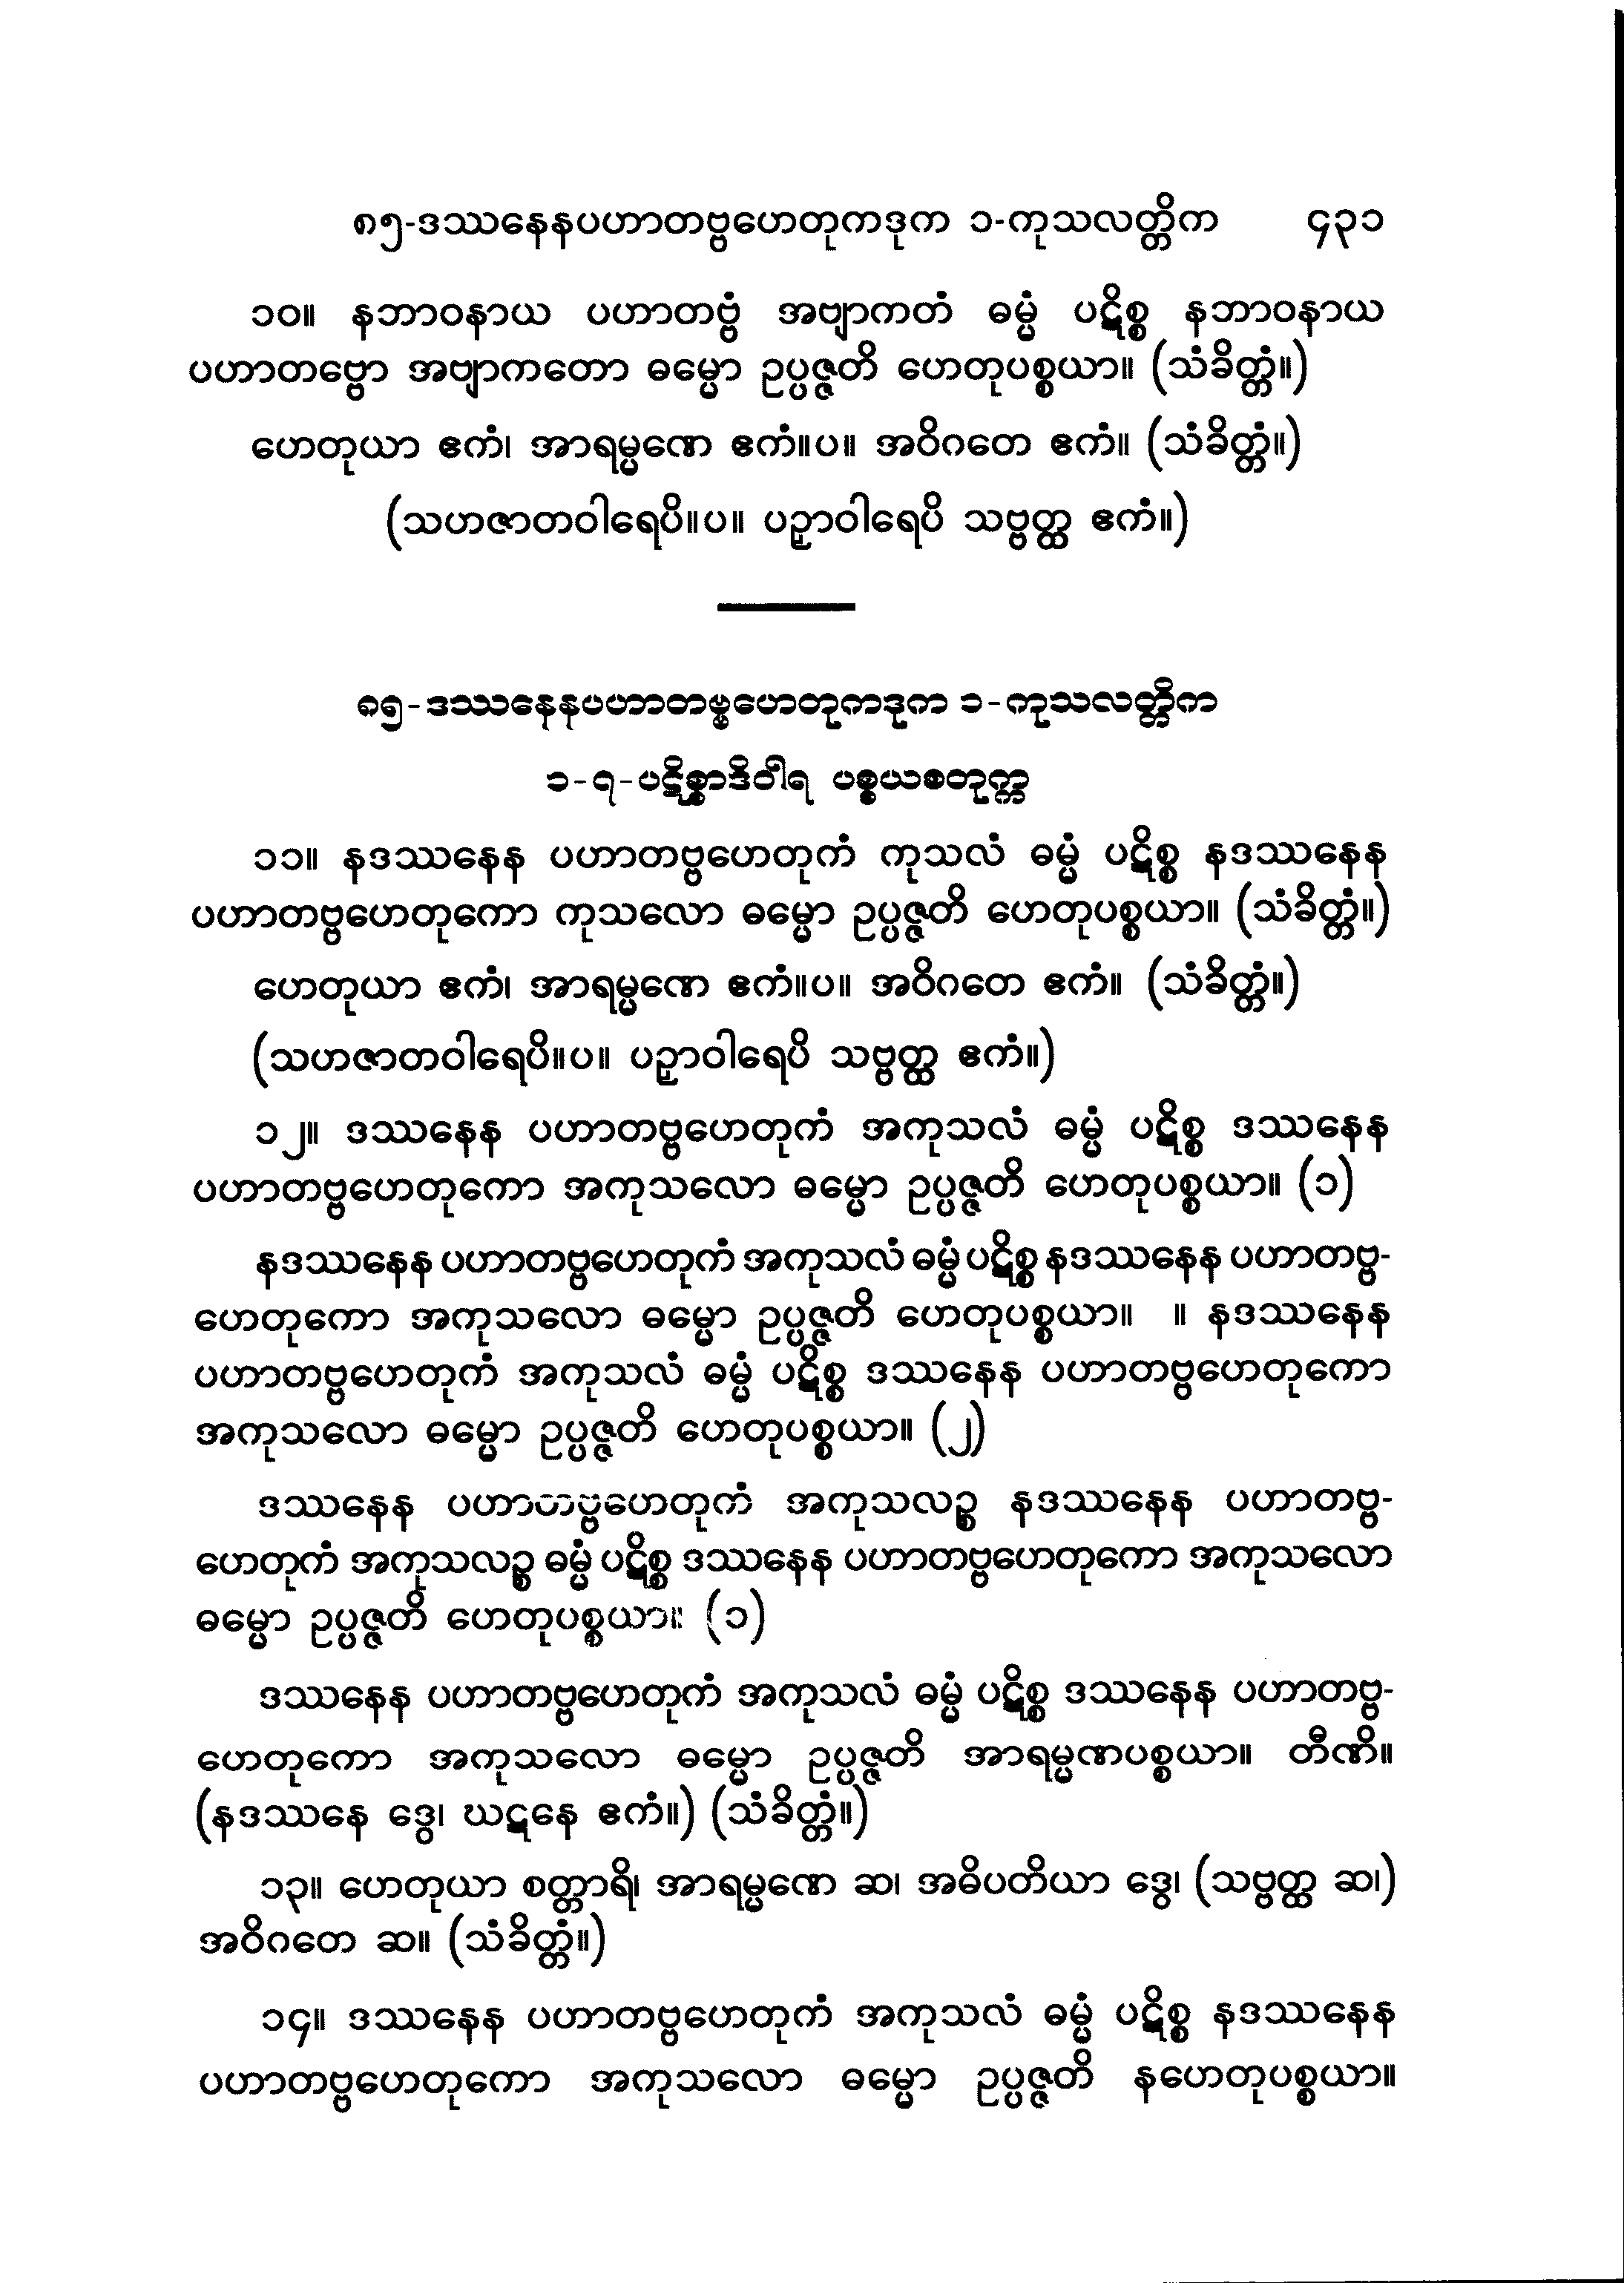 ၈၅-ဒဿနေနပဟာတဗ္ဗဟေတုကဒုက ၁-ကုသလတ္တိက ၄၃၁
၁၀။ နဘာဝနာယ ပဟာတဗ္ဗံ အဗျာကတံ ဓမ္မံ ပဋိစ္စ နဘာဝနာယ
ပဟာတဗ္ဗော အဗျာကတော ဓမ္မော ဥပ္ပဇ္ဇတိ ဟေတုပစ္စယာ။ (သံခိတ္တံ။)
ဟေတုယာ ဧကံ၊ အာရမ္မဏေ ဧကံ။ပ။ အဝိဂတေ ဧကံ။ (သံခိတ္တံ။)
(သဟဇာတဝါရေပိ။ပ။ ပဉှာဝါရေပိ သဗ္ဗတ္ထ ဧကံ။)
၈၅-ဒဿနေနပဟာတဗ္ဗဟေတုကဒုက ၁-ကုသလတ္တိက
၁-၇-ပဋိစ္စာဒိဝါရ ပစ္စယစတုက္က
၁၁။ နဒဿနေန ပဟာတဗ္ဗဟေတုကံ ကုသလံ ဓမ္မံ ပဋိစ္စ နဒဿနေန
ပဟာတဗ္ဗဟေတုကော ကုသလော ဓမ္မော ဥပ္ပဇ္ဇတိ ဟေတုပစ္စယာ။ (သံခိတ္တံ။)
ဟေတုယာ ဧကံ၊ အာရမ္မဏေ ဧကံ။ပ။ အဝိဂတေ ဧကံ။ (သံခိတ္တံ။)
(သဟဇာတဝါရေပိ။ပ။ ပဉှာဝါရေပိ သဗ္ဗတ္ထ ဧကံ။)
၁၂။ ဒဿနေန ပဟာတဗ္ဗဟေတုကံ အကုသလံ ဓမ္မံ ပဋိစ္စ ဒဿနေန
ပဟာတဗ္ဗဟေတုကော အကုသလော ဓမ္မော ဥပ္ပဇ္ဇတိ ဟေတုပစ္စယာ။ (၁)
နဒဿနေန ပဟာတဗ္ဗဟေတုကံ အကုသလံ ဓမ္မံ ပဋိစ္စ နဒဿနေန ပဟာတဗ္ဗ-
ဟေတုကော အကုသလော ဓမ္မော ဥပ္ပဇ္ဇတိ ဟေတုပစ္စယာ။ ။ နဒဿနေန
ပဟာတဗ္ဗဟေတုကံ အကုသလံ ဓမ္မံ ပဋိစ္စ ဒဿနေန ပဟာတဗ္ဗဟေတုကော
အကုသလော ဓမ္မော ဥပ္ပဇ္ဇတိ ဟေတုပစ္စယာ။ (၂)
ဒဿနေန ပဟာတဗ္ဗဟေတုကံ အကုသလဉ္စ နဒဿနေန ပဟာတဗ္ဗ-
ဟေတုကံ အကုသလဉ္စ ဓမ္မံ ပဋိစ္စ ဒဿနေန ပဟာတဗ္ဗဟေတုကော အကုသလော
ဓမ္မော ဥပ္ပဇ္ဇတိ ဟေတုပစ္စယာ။ (၁)
ဒဿနေန ပဟာတဗ္ဗဟေတုကံ အကုသလံ ဓမ္မံ ပဋိစ္စ ဒဿနေန ပဟာတဗ္ဗ-
ဟေတုကော အကုသလော ဓမ္မော ဥပ္ပဇ္ဇတိ အာရမ္မဏပစ္စယာ။ တီဏိ။
(နဒဿနေ ဒွေ၊ ဃဋနေ ဧကံ။) (သံခိတ္တံ။)
၁၃။ ဟေတုယာ စတ္တာရိ၊ အာရမ္မဏေ ဆ၊ အဓိပတိယာ ဒွေ၊ (သဗ္ဗတ္ထ ဆ၊)
အဝိဂတေ ဆ။ (သံခိတ္တံ။)
၁၄။ ဒဿနေန ပဟာတဗ္ဗဟေတုကံ အကုသလံ ဓမ္မံ ပဋိစ္စ နဒဿနေန
ပဟာတဗ္ဗဟေတုကော အကုသလော ဓမ္မော ဥပ္ပဇ္ဇတိ နဟေတုပစ္စယာ။